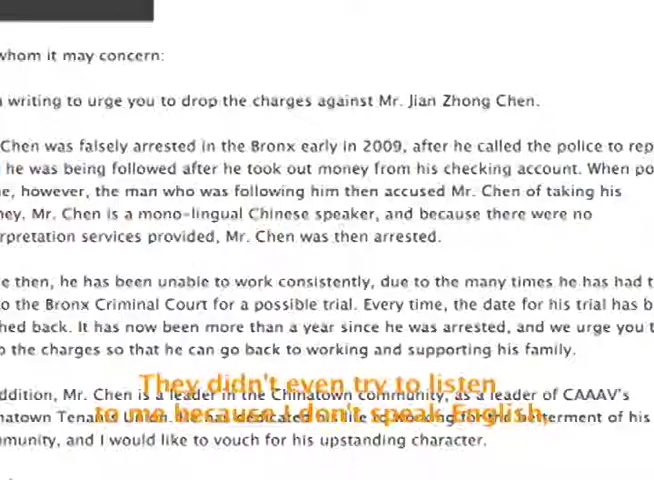 whom it may concern:
writing to urge you to drop the charges against Mr. Jian Zhong Chen.
Chen was falsely arrested in the Bronx early in 2009, after he called the police to rep
he was being followed after he took out money from his checking account. When po
e, however, the man who was following him then accused Mr. Chen of taking his
ney. Mr. Chen is a mono-lingual Chinese speaker, and because there were no
rpretation services provided, Mr. Chen was then arrested.
e then, he has been unable to work consistently, due to the many times he has had t
o the Bronx Criminal Court for a possible trial. Every time, the date for his trial has b
hed back. It has now been more than a year since he was arrested, and we urge you t
p the charges so that he can go back to working and supporting his family.
ddition, Mr. Chen is a leader in the Chinatown community, as a leader of CAAAV's
natown Tenants Union. He has dedicated his life to working for the betterment of his
mmunity, and I would like to vouch for his upstanding character.
They didn't even try to listen
to me because I don't speak English,